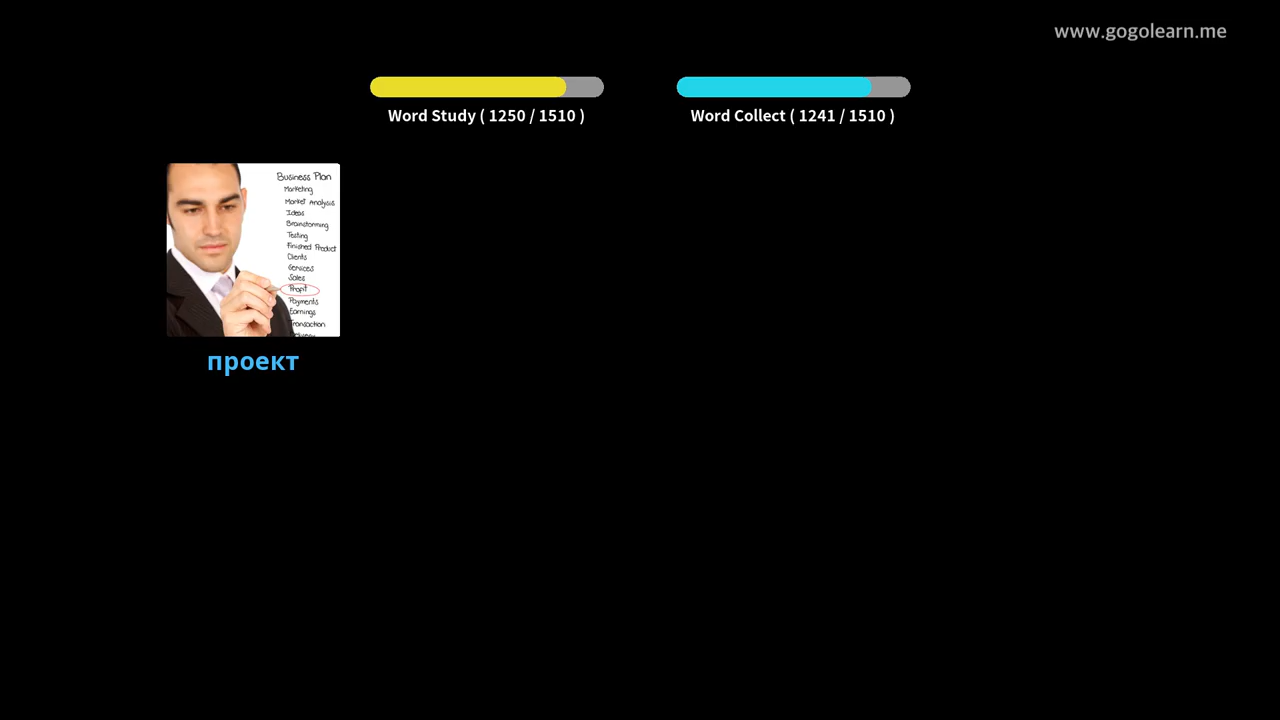 www.gogolearn.me
Word Study ( 1250 / 1510 )
Word Collect ( 1241 / 1510 )
Business Plan
Marketing
Market Analysis
Ideas
Brainstorming
Testing
Finished Product
Clients
Services
Sales
Profit
Payments
Earnings
Transaction
Delivery
проект